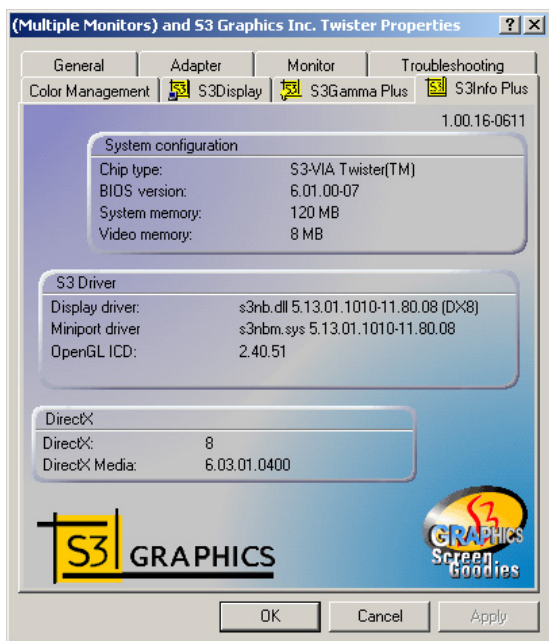 (Multiple Monitors) and S3 Graphics Inc. Twister Properties
General Adapter Monitor Troubleshooting
Color Management S3 S3Display S3 S3Gamma Plus S3 S3Info Plus
1.00.16-0611
System configuration
Chip type: S3-VIA Twister(TM)
BIOS version: 6.01.00-07
System memory: 120 MB
Video memory: 8 MB
S3 Driver
Display driver: s3nb.dll 5.13.01.1010-11.80.08 (DX8)
Miniport driver s3nbm.sys 5.13.01.1010-11.80.08
OpenGL ICD: 2.40.51
DirectX
DirectX: 8
DirectX Media: 6.03.01.0400
S3 GRAPHICS
S3
GRAPHICS
Screen
Goodies
OK Cancel Apply